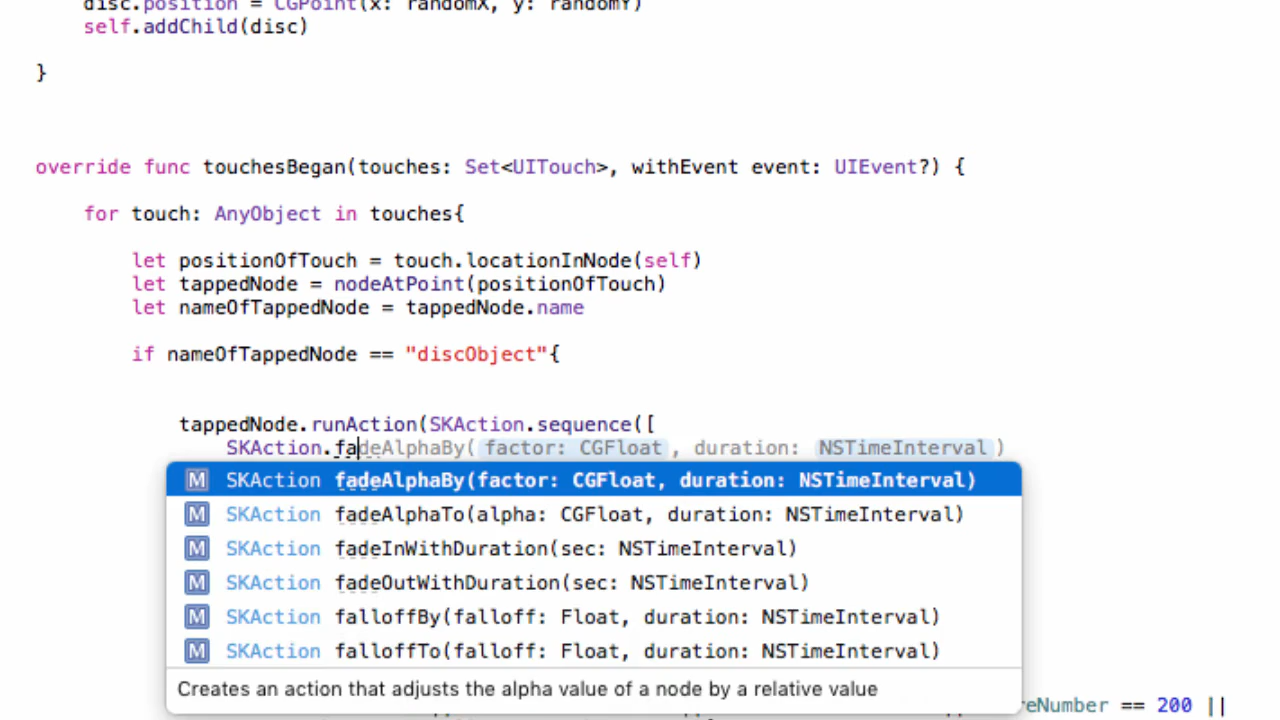 disc.position = CGPoint(x: randomX, y: randomY)
self.addChild(disc)
}
override func touchesBegan(touches: Set<UITouch>, withEvent event: UIEvent?) {
for touch: AnyObject in touches{
let positionOfTouch = touch.locationInNode(self)
let tappedNode = nodeAtPoint(positionOfTouch)
let nameOfTappedNode = tappedNode.name
if nameOfTappedNode == "discObject"{
tappedNode.runAction(SKAction.sequence([
SKAction.fadeAlphaBy(factor: CGFloat, duration: NSTimeInterval)
M SKAction fadeAlphaBy(factor: CGFloat, duration: NSTimeInterval)
M SKAction fadeAlphaTo(alpha: CGFloat, duration: NSTimeInterval)
M SKAction fadeInWithDuration(sec: NSTimeInterval)
M SKAction fadeOutWithDuration(sec: NSTimeInterval)
M SKAction falloffBy(falloff: Float, duration: NSTimeInterval)
M SKAction falloffTo(falloff: Float, duration: NSTimeInterval)
Creates an action that adjusts the alpha value of a node by a relative value
reNumber == 200 ||